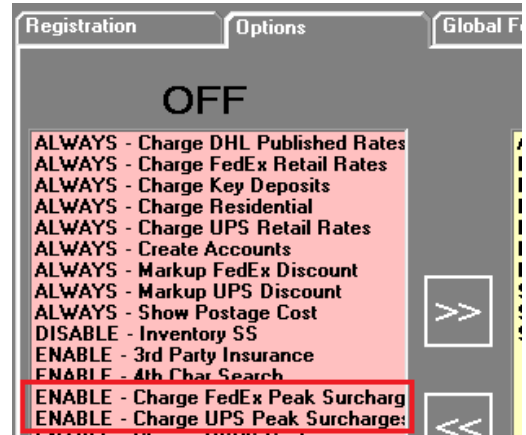 Registration
Options
Global F
OFF
ALWAYS - Charge DHL Published Rates
ALWAYS - Charge FedEx Retail Rates
ALWAYS - Charge Key Deposits
ALWAYS - Charge Residential
ALWAYS - Charge UPS Retail Rates
ALWAYS - Create Accounts
ALWAYS - Markup FedEx Discount
ALWAYS - Markup UPS Discount
ALWAYS - Show Postage Cost
DISABLE - Inventory SS
ENABLE - 3rd Party Insurance
ENABLE - 4th Char Search
ENABLE - Charge FedEx Peak Surcharg
ENABLE - Charge UPS Peak Surcharges
>>
<<